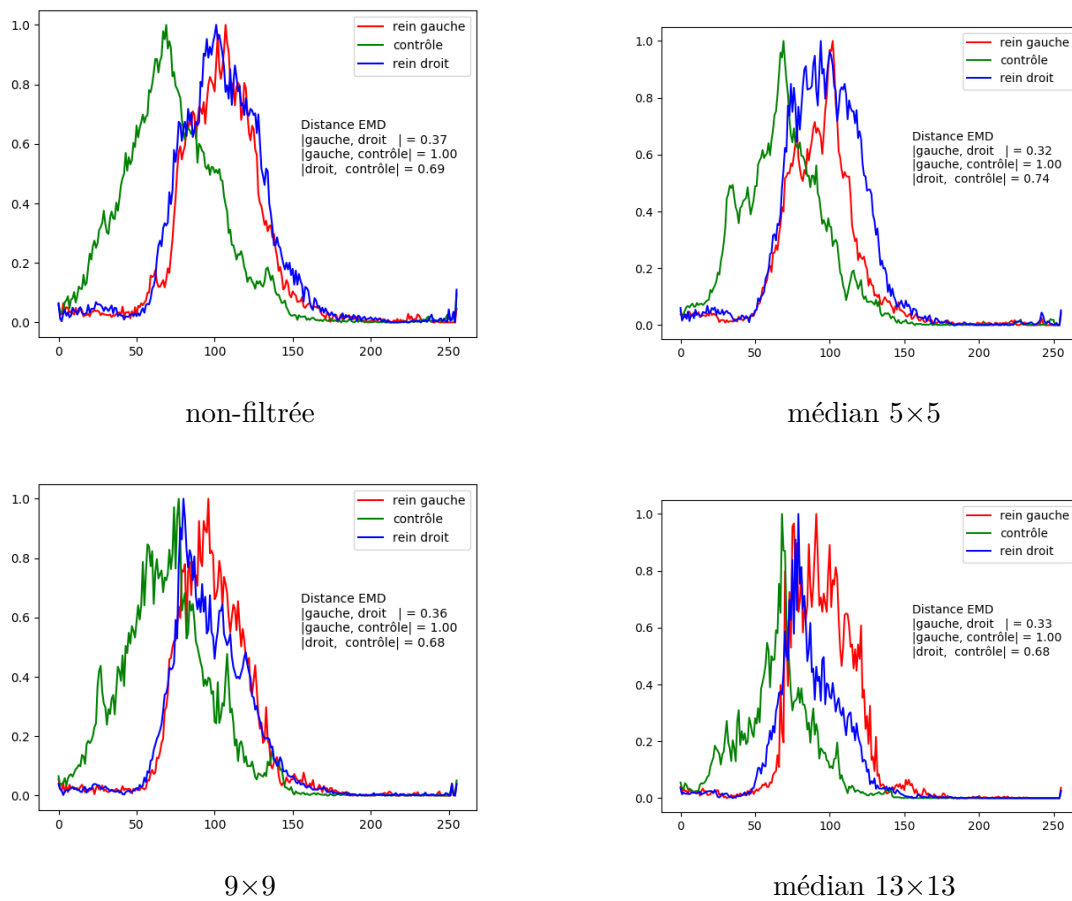 rein gauche
contrôle
rein droit
Distance EMD
|gauche, droit | = 0.37
|gauche, contrôle| = 1.00
|droit, contrôle| = 0.69
1.0
0.8
0.6
0.4
0.2
0.0
0 50 100 150 200 250
non-filtrée
rein gauche
contrôle
rein droit
Distance EMD
|gauche, droit | = 0.32
|gauche, contrôle| = 1.00
|droit, contrôle| = 0.74
1.0
0.8
0.6
0.4
0.2
0.0
0 50 100 150 200 250
médian 5×5
rein gauche
contrôle
rein droit
Distance EMD
|gauche, droit | = 0.36
|gauche, contrôle| = 1.00
|droit, contrôle| = 0.68
1.0
0.8
0.6
0.4
0.2
0.0
0 50 100 150 200 250
9×9
rein gauche
contrôle
rein droit
Distance EMD
|gauche, droit | = 0.33
|gauche, contrôle| = 1.00
|droit, contrôle| = 0.68
1.0
0.8
0.6
0.4
0.2
0.0
0 50 100 150 200 250
médian 13×13